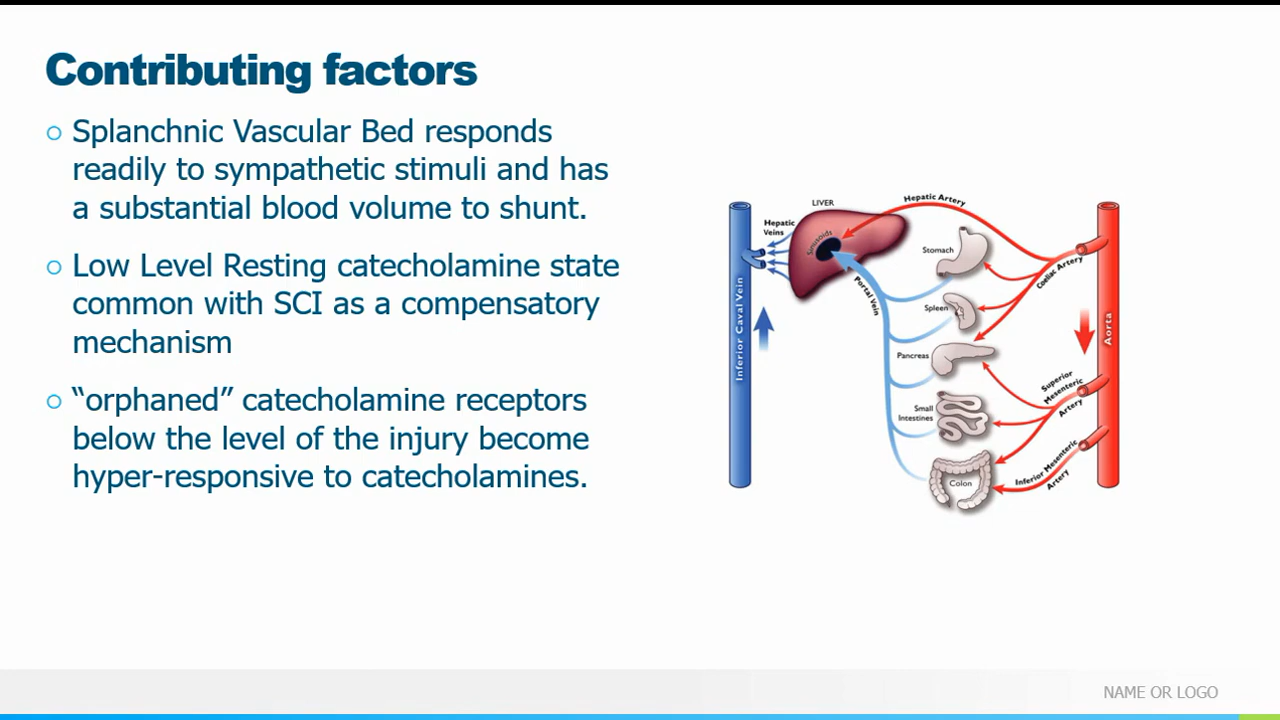 Contributing factors
Splanchnic Vascular Bed responds
readily to sympathetic stimuli and has
a substantial blood volume to shunt.
Low Level Resting catecholamine state
common with SCI as a compensatory
mechanism
“orphaned” catecholamine receptors
below the level of the injury become
hyper-responsive to catecholamines.
LIVER
Hepatic Artery
Hepatic
Veins
Sinusoids
Stomach
Coeliac Artery
Portal Vein
Spleen
Inferior Caval Vein
Aorta
Pancreas
Superior
Mesenteric
Artery
Small
Intestines
Inferior Mesenteric
Artery
Colon
NAME OR LOGO